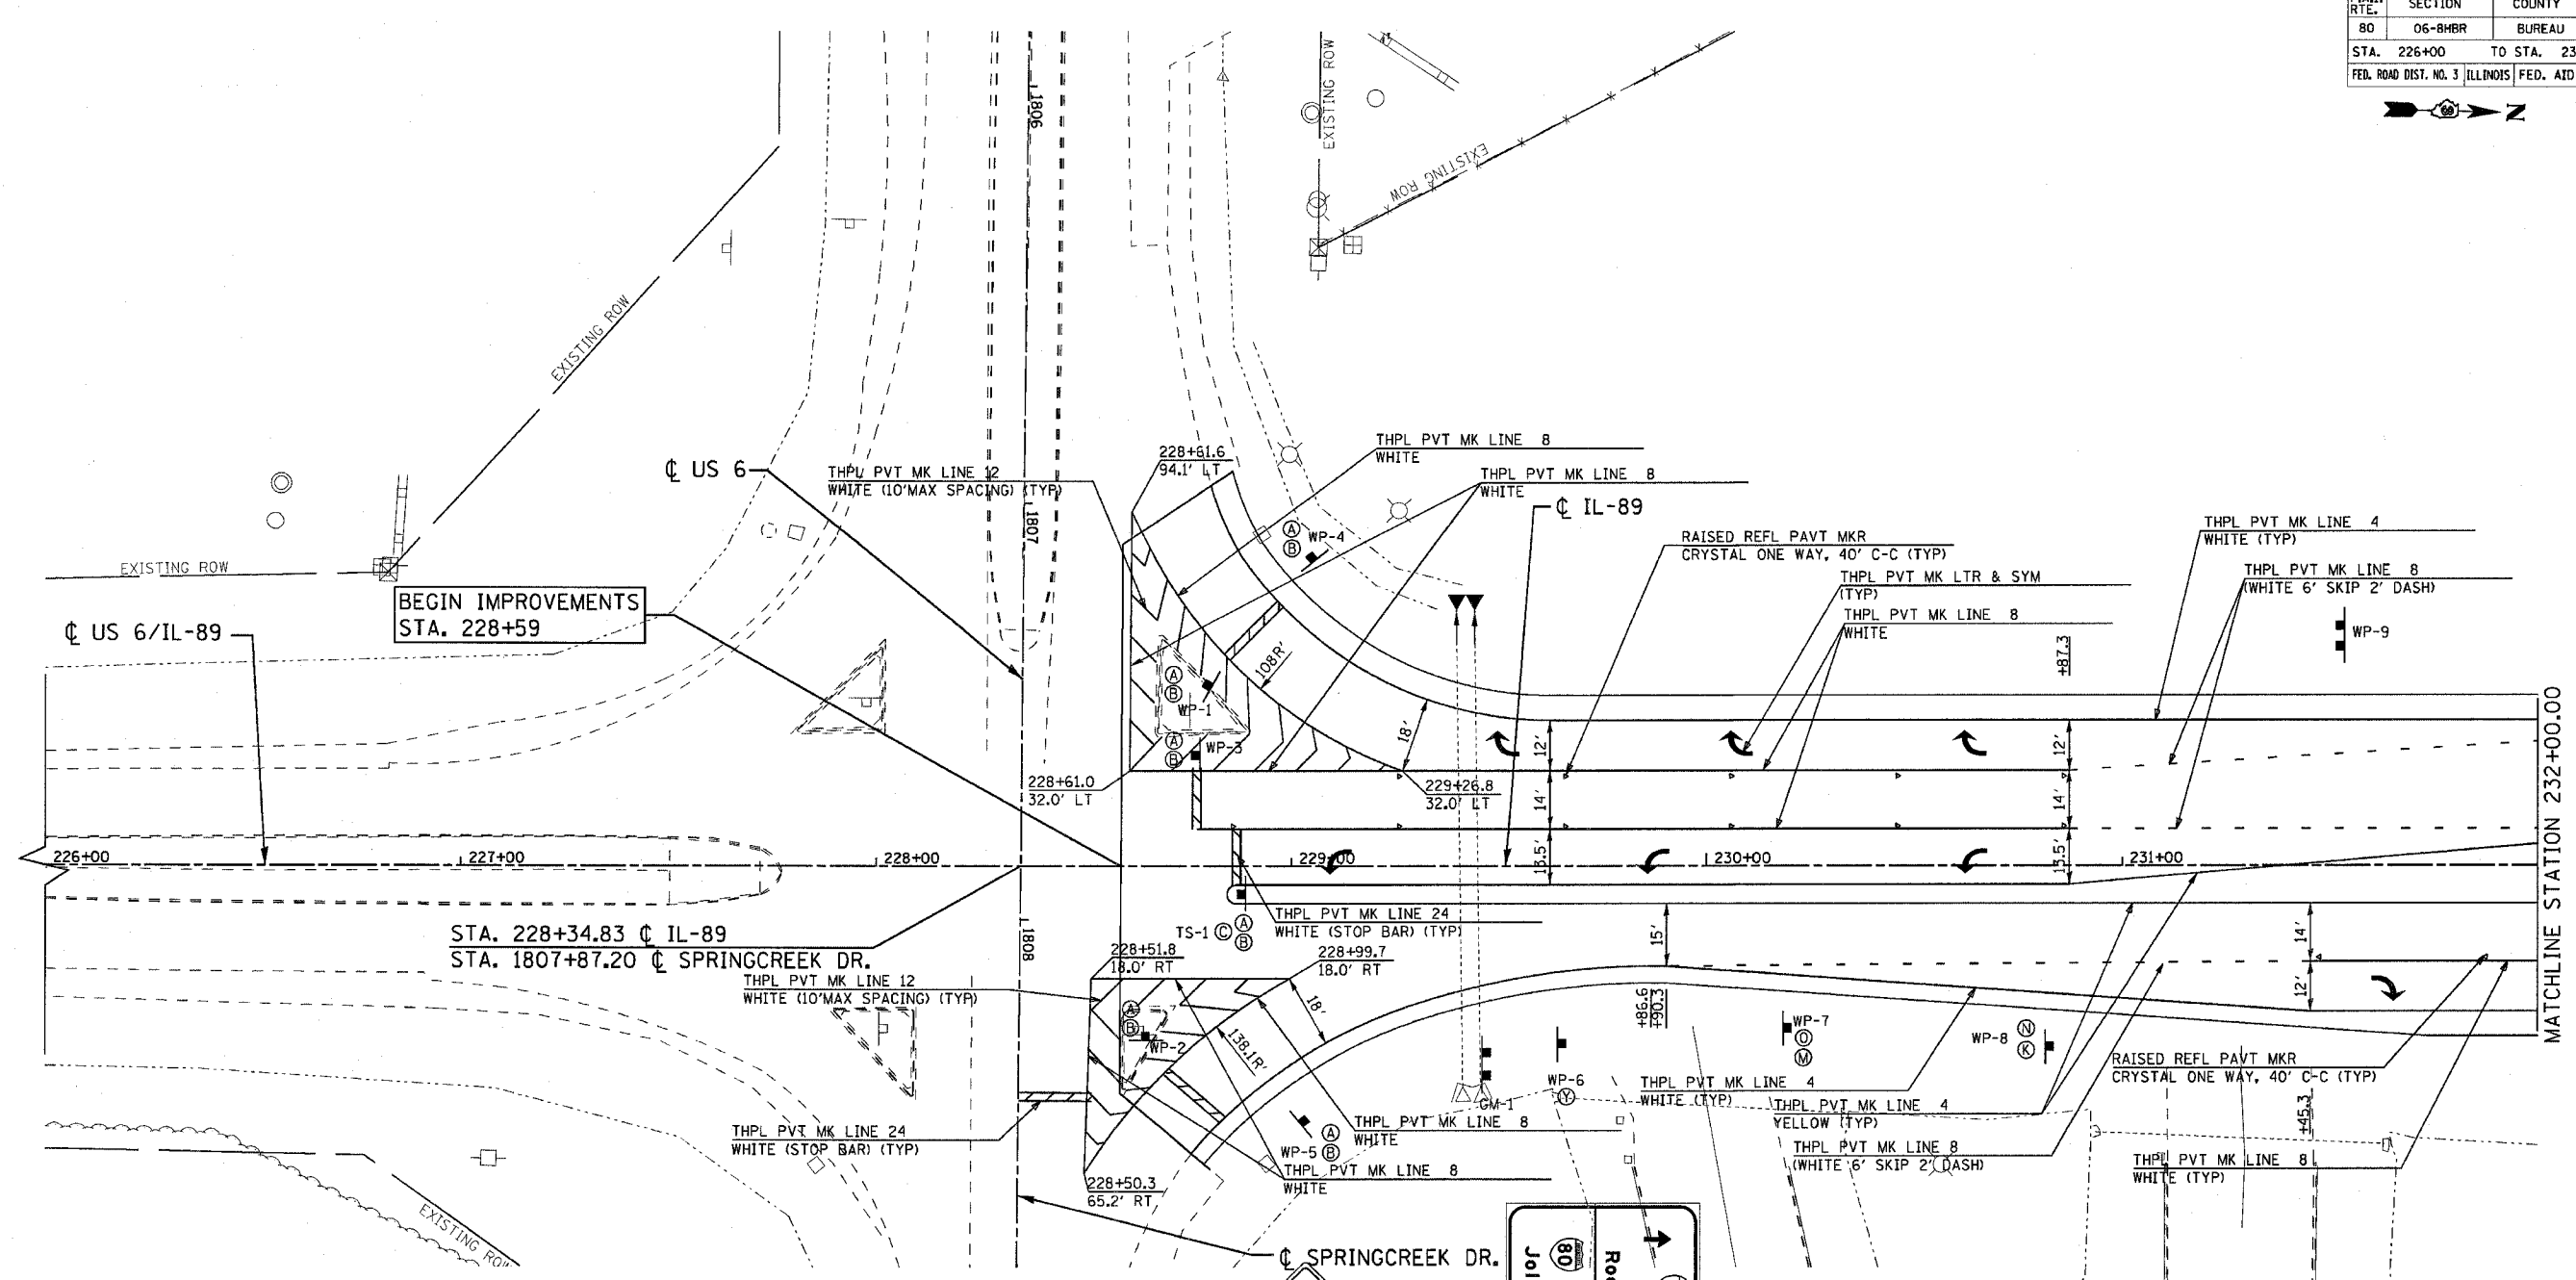 RTE.
SECTION
COUNTY
80
06-8HBR
BUREAU
STA. 226+00 TO STA. 23
FED. ROAD DIST. NO. 3
ILLINOIS
FED. AID
N
1806
EXISTING ROW
EXISTING ROW
EXISTING ROW
EXISTING ROW
℄ US 6
THPL PVT MK LINE 12
WHITE (10'MAX SPACING) (TYP)
1807
228+61.6
94.1' LT
THPL PVT MK LINE 8
WHITE
THPL PVT MK LINE 8
WHITE
℄ IL-89
A
B
WP-4
RAISED REFL PAVT MKR
CRYSTAL ONE WAY, 40' C-C (TYP)
THPL PVT MK LTR & SYM
(TYP)
THPL PVT MK LINE 8
WHITE
THPL PVT MK LINE 4
WHITE (TYP)
THPL PVT MK LINE 8
(WHITE 6' SKIP 2' DASH)
WP-9
+87.3
BEGIN IMPROVEMENTS
STA. 228+59
℄ US 6/IL-89
108R'
A
B
WP-1
A
B
WP-3
18'
12'
12'
228+61.0
32.0' LT
229+26.8
32.0' LT
14'
14'
13.5'
13.5'
226+00
227+00
228+00
229+00
230+00
231+00
MATCHLINE STATION 232+00.00
STA. 228+34.83 ℄ IL-89
STA. 1807+87.20 ℄ SPRINGCREEK DR.
1808
TS-1
C
A
B
THPL PVT MK LINE 24
WHITE (STOP BAR) (TYP)
228+51.8
18.0' RT
228+99.7
18.0' RT
15'
14'
12'
THPL PVT MK LINE 12
WHITE (10'MAX SPACING) (TYP)
A
B
WP-2
18'
138.1R'
+86.6
+90.3
WP-7
O
M
WP-8
N
K
WP-6
Y
GM-1
RAISED REFL PAVT MKR
CRYSTAL ONE WAY, 40' C-C (TYP)
THPL PVT MK LINE 4
WHITE (TYP)
THPL PVT MK LINE 4
YELLOW (TYP)
+45.3
THPL PVT MK LINE 24
WHITE (STOP BAR) (TYP)
THPL PVT MK LINE 8
WHITE
WP-5
A
B
THPL PVT MK LINE 8
(WHITE 6' SKIP 2' DASH)
THPL PVT MK LINE 8
WHITE (TYP)
THPL PVT MK LINE 8
WHITE
228+50.3
65.2' RT
EXISTING ROW
℄ SPRINGCREEK DR.
80